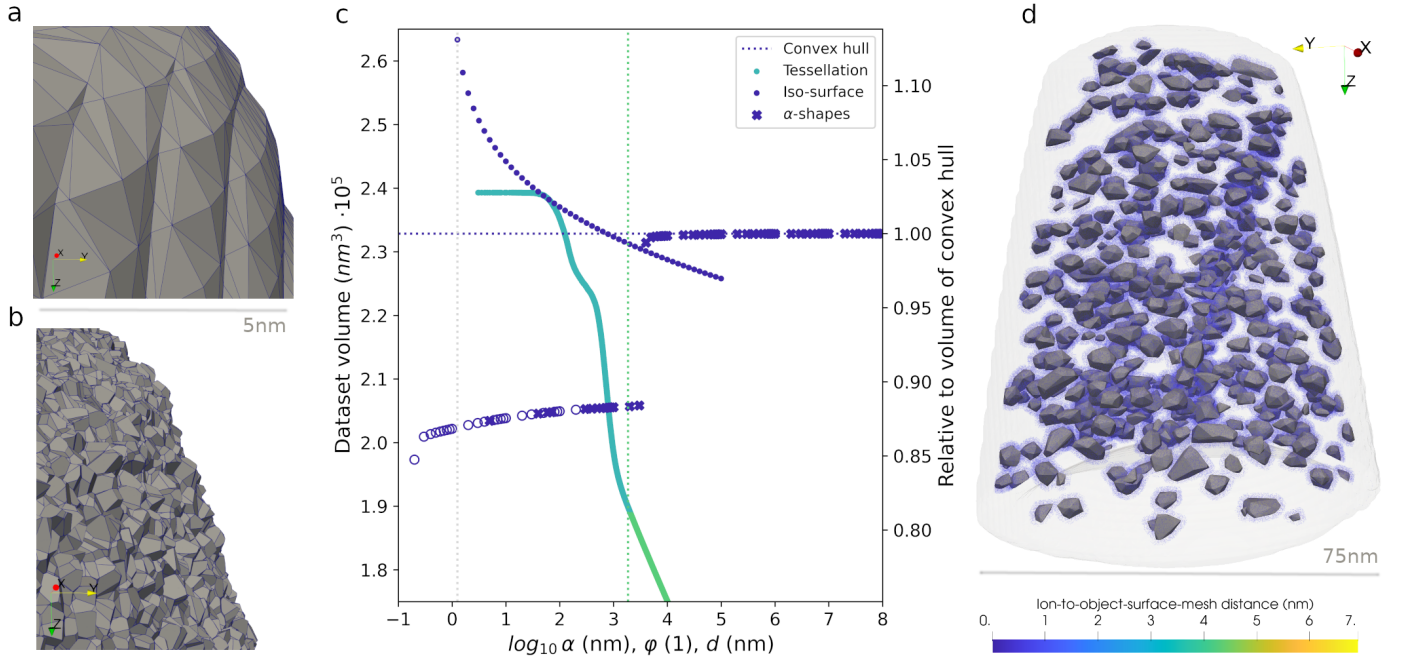 a
X
Y
Z
5nm
b
X
Y
Z
c
Convex hull
Tessellation
Iso-surface
α-shapes
Dataset volume (nm³) ·10⁵
2.6
2.5
2.4
2.3
2.2
2.1
2.0
1.9
1.8
−1 0 1 2 3 4 5 6 7 8
log₁₀ α (nm), φ (1), d (nm)
1.10
1.05
1.00
0.95
0.90
0.85
0.80
Relative to volume of convex hull
d
Y
X
Z
75nm
Ion-to-object-surface-mesh distance (nm)
0. 1 2 3 4 5 6 7.